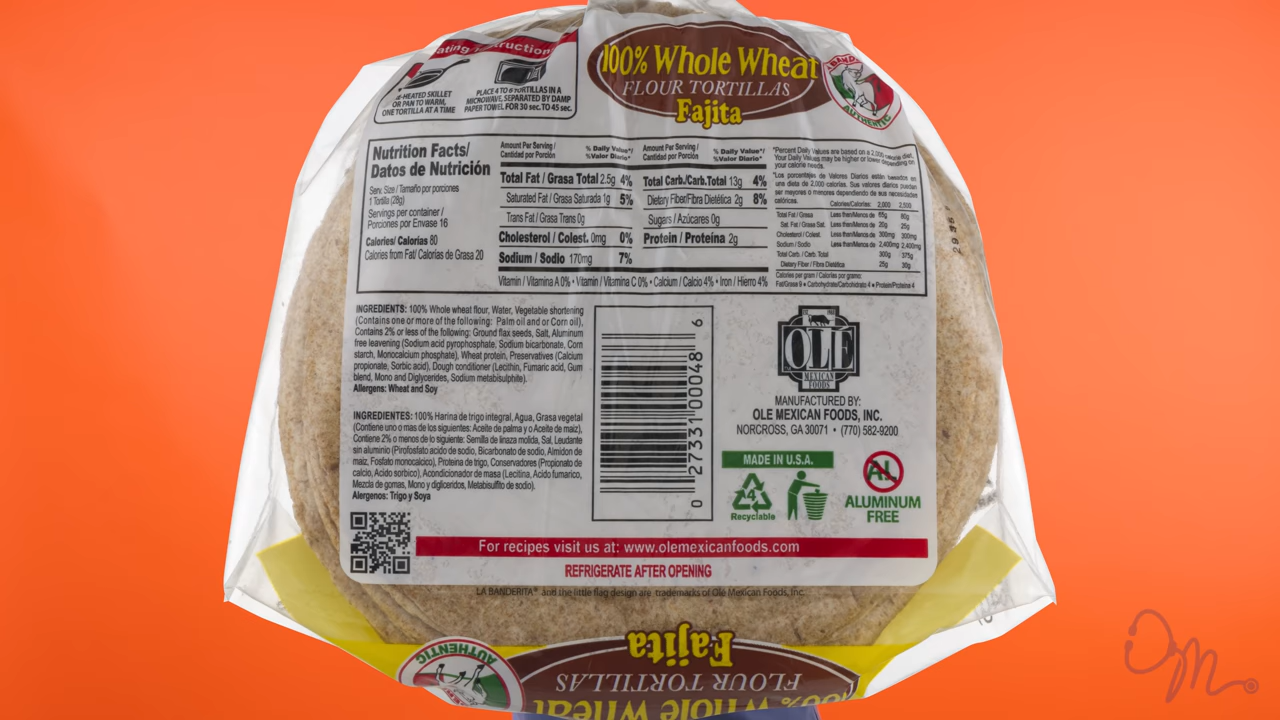 ating
ructions
E-HEATED SKILLET
OR PAN TO WARM,
ONE TORTILLA AT A TIME
PLACE 4 TO 6 TORTILLAS IN A
MICROWAVE, SEPARATED BY DAMP
PAPER TOWEL FOR 30 sec. TO 45 sec.
100% Whole Wheat
FLOUR TORTILLAS
Fajita
AUTHENTIC
Nutrition Facts/
Datos de Nutrición
Serv. Size / Tamaño por porciones
1 Tortilla (28g)
Servings per container /
Porciones por Envase 16
Calories/ Calorías 80
Calories from Fat/ Calorías de Grasa 20
Amount Per Serving /
Cantidad por Porción
% Daily Value*/
%Valor Diario*
Total Fat / Grasa Total 2.5g 4%
Saturated Fat / Grasa Saturada 1g 5%
Trans Fat / Grasa Trans 0g
Cholesterol / Colest. 0mg 0%
Sodium / Sodio 170mg 7%
Amount Per Serving /
Cantidad por Porción
% Daily Value*/
%Valor Diario*
Total Carb./Carb.Total 13g 4%
Dietary Fiber/Fibra Dietética 2g 8%
Sugars / Azúcares 0g
Protein / Proteína 2g
Vitamin / Vitamina A 0% • Vitamin / Vitamina C 0% • Calcium / Calcio 4% • Iron / Hierro 4%
*Percent Daily Values are based on a 2,000 calorie diet.
Your Daily Values may be higher or lower depending on
your calorie needs.
*Los porcentajes de Valores Diarios están basados en
una dieta de 2,000 calorías. Sus valores diarios puedan
ser mayores o menores dependiendo de sus necesidades
calóricas.
Calories/Calorías: 2,000 2,500
Total Fat / Grasa Less than/Menos de 65g 80g
Sat. Fat / Grasa Sat. Less than/Menos de 20g 25g
Cholesterol / Colest. Less than/Menos de 300mg 300mg
Sodium / Sodio Less than/Menos de 2,400mg 2,400mg
Total Carb. / Carb. Total 300g 375g
Dietary Fiber / Fibra Dietética 25g 30g
Calories per gram / Calorías por gramo:
Fat/Grasa 9 • Carbohydrate/Carbohidrato 4 • Protein/Proteína 4
INGREDIENTS: 100% Whole wheat flour, Water, Vegetable shortening
(Contains one or more of the following: Palm oil and or Corn oil),
Contains 2% or less of the following: Ground flax seeds, Salt, Aluminum
free leavening (Sodium acid pyrophosphate, Sodium bicarbonate, Corn
starch, Monocalcium phosphate), Wheat protein, Preservatives (Calcium
propionate, Sorbic acid), Dough conditioner (Lecithin, Fumaric acid, Gum
blend, Mono and Diglycerides, Sodium metabisulphite).
Allergens: Wheat and Soy
INGREDIENTES: 100% Harina de trigo integral, Agua, Grasa vegetal
(Contiene uno o mas de los siguientes: Aceite de palma y o Aceite de maiz),
Contiene 2% o menos de lo siguiente: Semilla de linaza molida, Sal, Leudante
sin aluminio (Pirofosfato acido de sodio, Bicarbonato de sodio, Almidon de
maiz, Fosfato monocalcico), Proteina de trigo, Conservadores (Propionato de
calcio, Acido sorbico), Acondicionador de masa (Lecitina, Acido fumarico,
Mezcla de gomas, Mono y digliceridos, Metabisulfito de sodio).
Alergenos: Trigo y Soya
0 27331 00048 6
OLE
MEXICAN
FOODS
MANUFACTURED BY:
OLE MEXICAN FOODS, INC.
NORCROSS, GA 30071 • (770) 582-9200
MADE IN U.S.A.
4
Recyclable
AL
ALUMINUM
FREE
For recipes visit us at: www.olemexicanfoods.com
REFRIGERATE AFTER OPENING
LA BANDERITA® and the little flag design are trademarks of Olé Mexican Foods, Inc.
Fajita
AUTHENTIC
FLOUR TORTILLAS
100% Whole Wheat